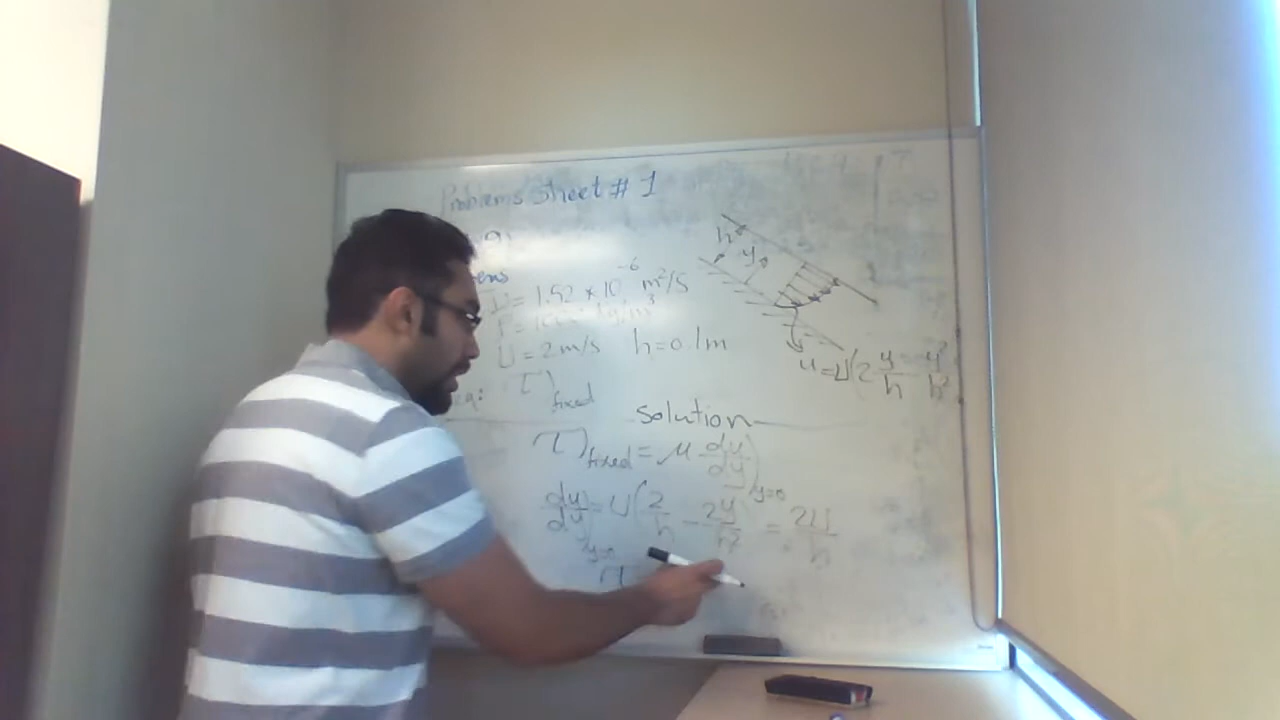 Problems Sheet # 1
h
y
= 1.52 * 10^-6 m²/s
U = 2 m/s h = 0.1m
τ)fixed
u = U(2 y/h - y²/h²
Solution
τ)fixed = μ du/dy)y=0
du/dy)y=0 = U(2/h - 2y/h² = 2U/h
τ